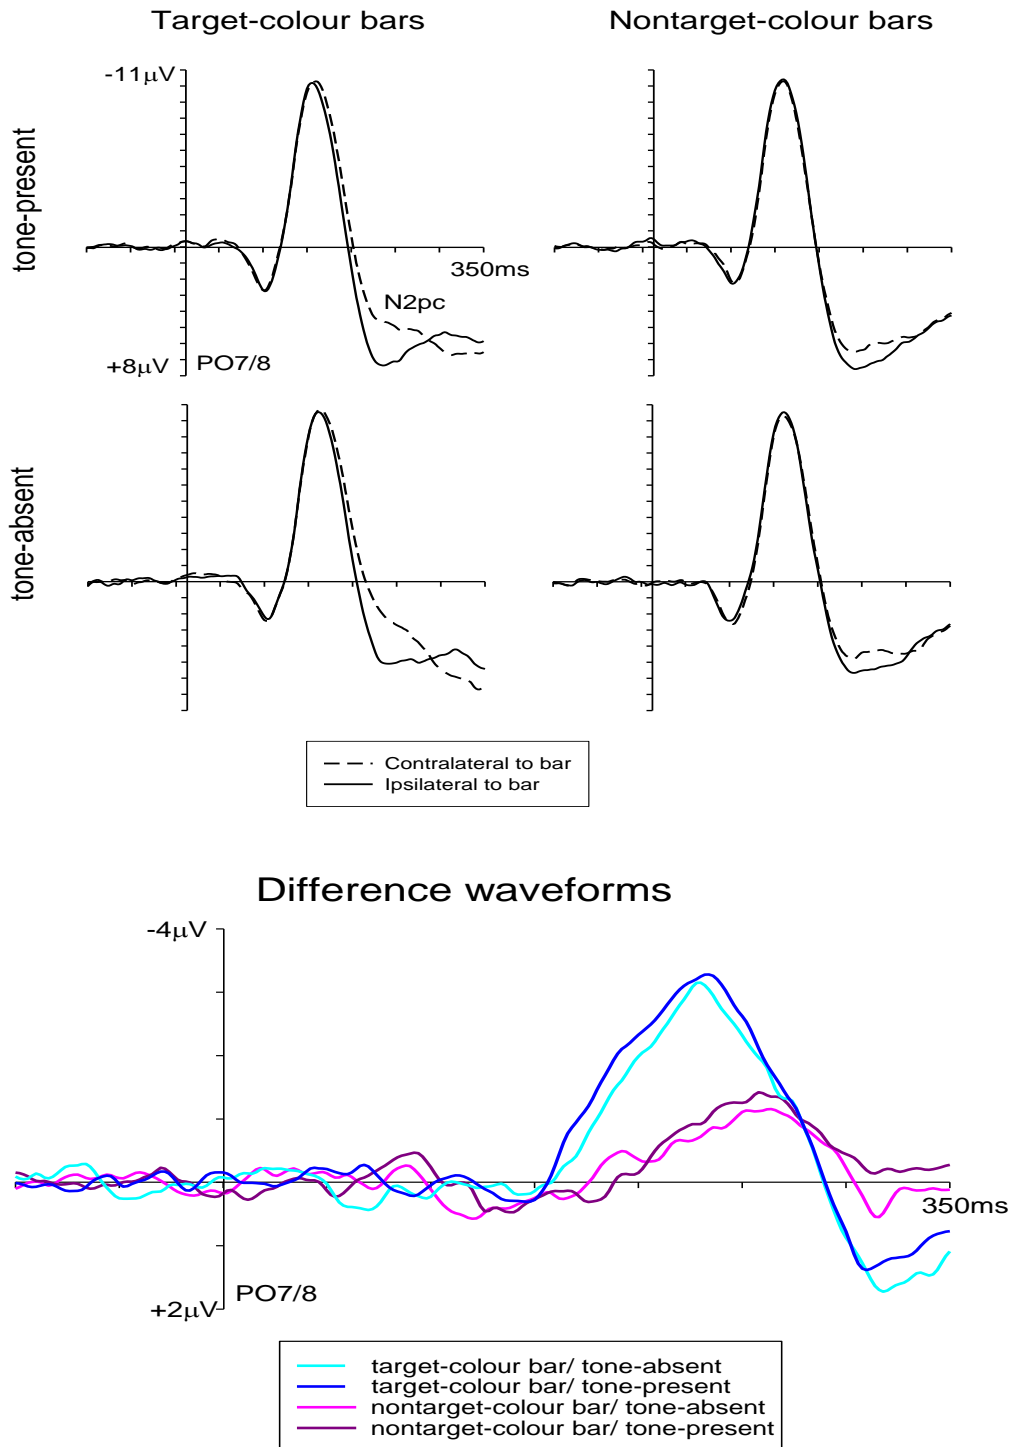 Target-colour bars
Nontarget-colour bars
tone-present
-11μV
350ms
N2pc
+8μV
PO7/8
tone-absent
Contralateral to bar
Ipsilateral to bar
Difference waveforms
-4μV
350ms
+2μV
PO7/8
target-colour bar/ tone-absent
target-colour bar/ tone-present
nontarget-colour bar/ tone-absent
nontarget-colour bar/ tone-present